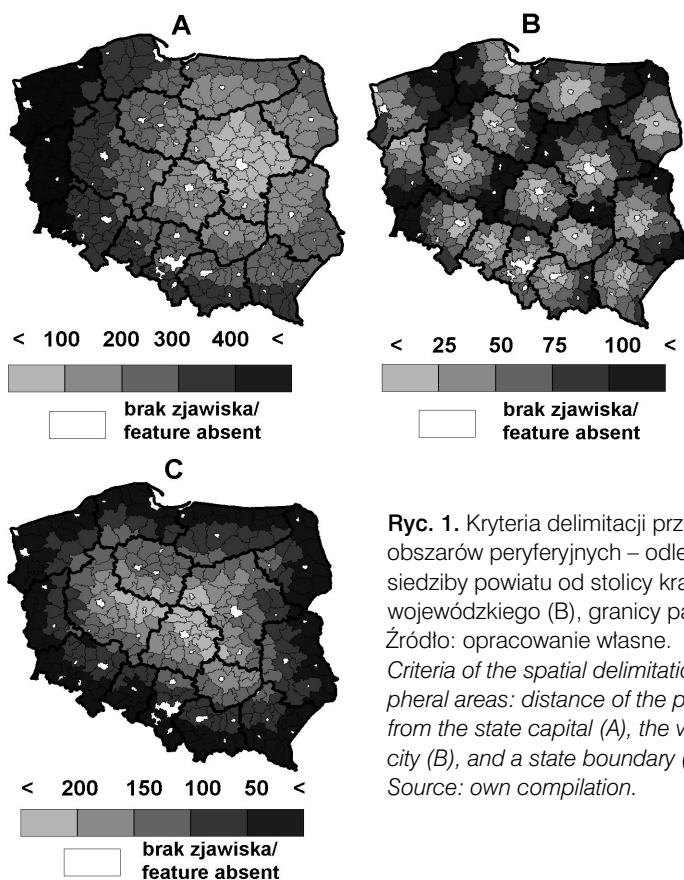 A
B
< 100 200 300 400 <
brak zjawiska/
feature absent
< 25 50 75 100 <
brak zjawiska/
feature absent
C
< 200 150 100 50 <
brak zjawiska/
feature absent
Ryc. 1. Kryteria delimitacji prz
obszarów peryferyjnych – odle
siedziby powiatu od stolicy kra
wojewódzkiego (B), granicy pa
Źródło: opracowanie własne.
Criteria of the spatial delimitatio
pheral areas: distance of the p
from the state capital (A), the v
city (B), and a state boundary (
Source: own compilation.